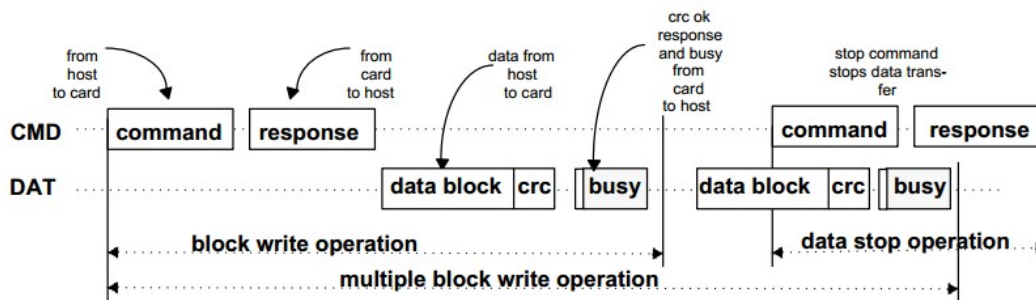 from
host
to card
from
card
to host
data from
host
to card
crc ok
response
and busy
from
card
to host
stop command
stops data trans-
fer
CMD
command
response
command
response
DAT
data block
crc
busy
data block
crc
busy
block write operation
data stop operation
multiple block write operation